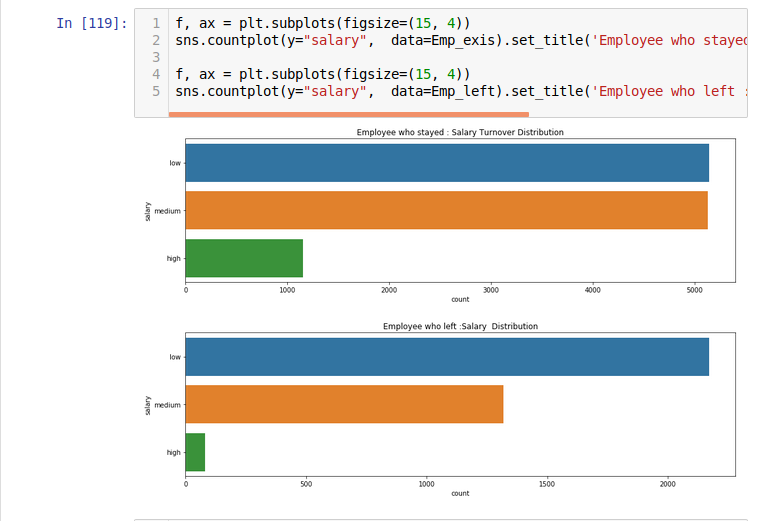 In [119]:
1 f, ax = plt.subplots(figsize=(15, 4))
2 sns.countplot(y="salary",  data=Emp_exis).set_title('Employee who stayed
3
4 f, ax = plt.subplots(figsize=(15, 4))
5 sns.countplot(y="salary",  data=Emp_left).set_title('Employee who left :
Employee who stayed : Salary Turnover Distribution
low
medium
high
salary
0 1000 2000 3000 4000 5000
count
Employee who left :Salary  Distribution
low
medium
high
salary
0 500 1000 1500 2000
count